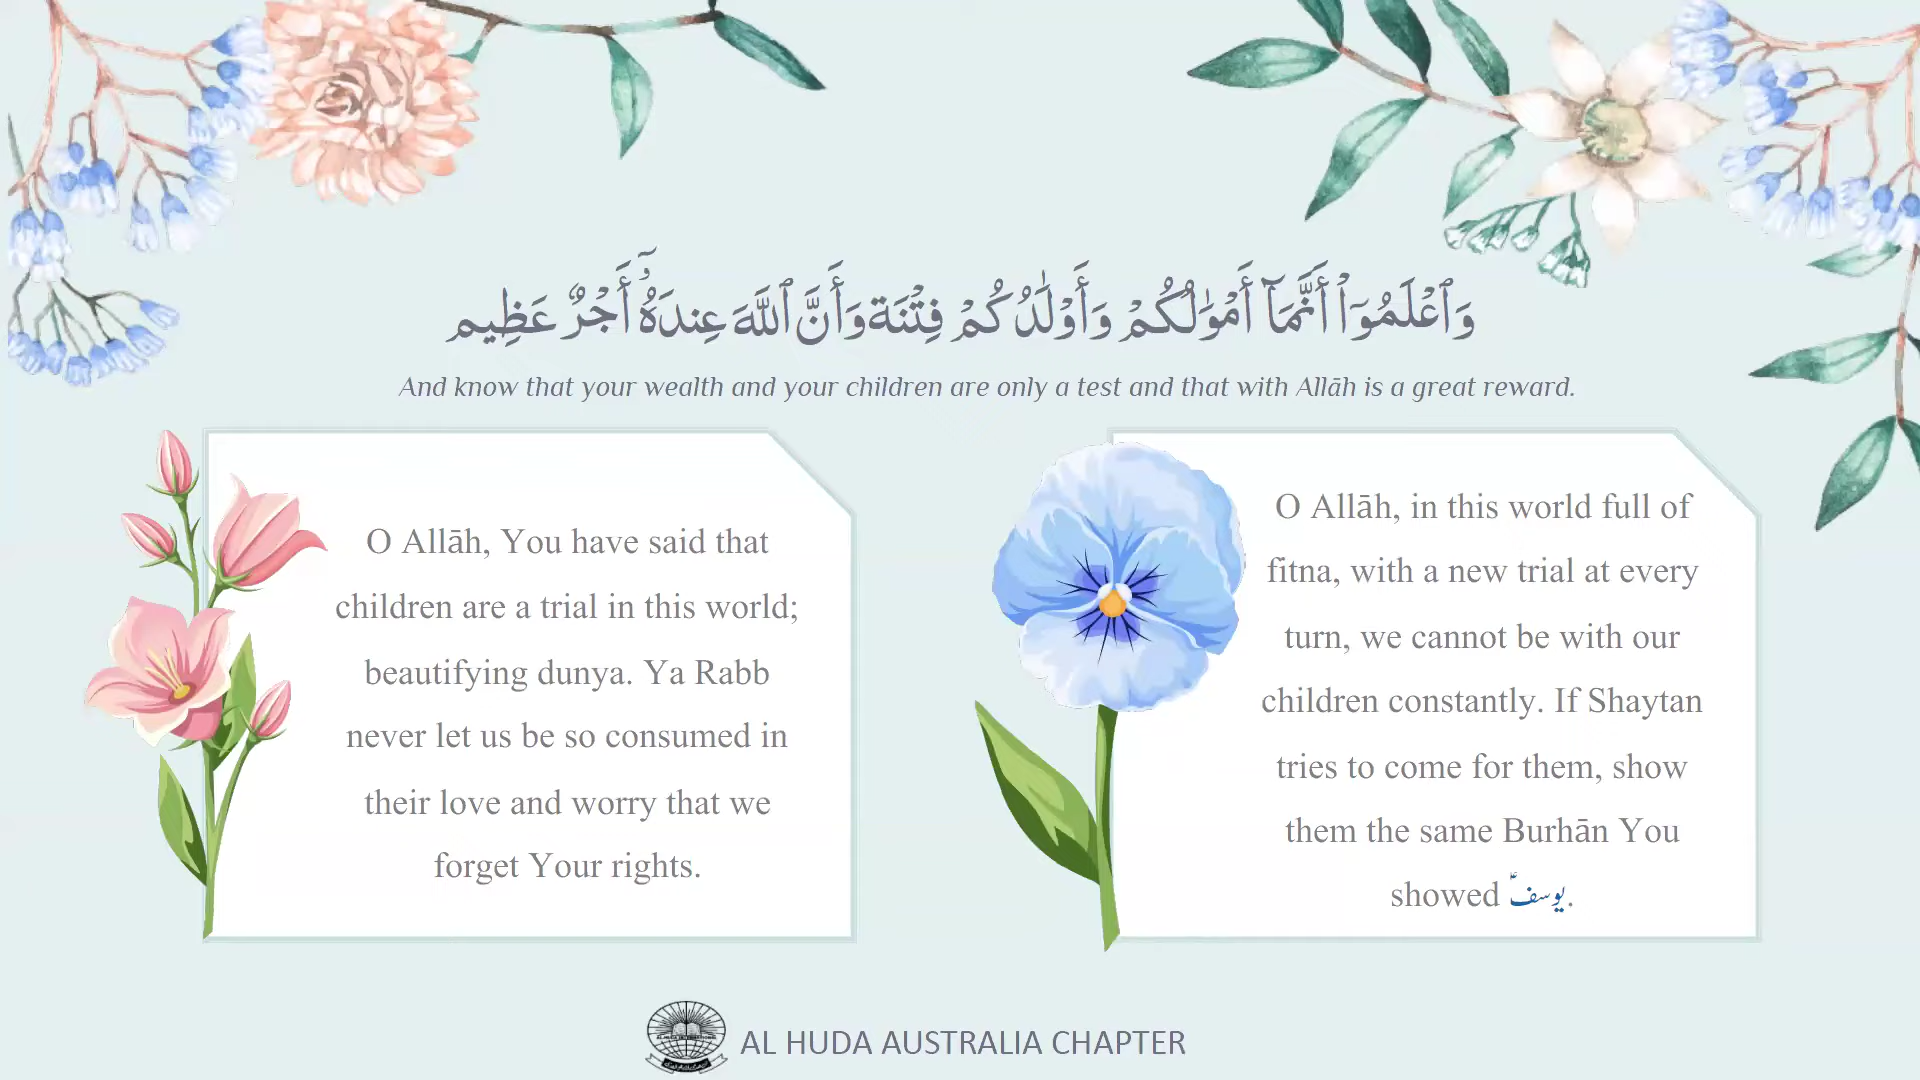 وَٱعْلَمُوٓا۟ أَنَّمَآ أَمْوَٰلُكُمْ وَأَوْلَٰدُكُمْ فِتْنَة وَأَنَّ ٱللَّهَ عِندَهُۥٓ أَجْرٌ عَظِيم
And know that your wealth and your children are only a test and that with Allāh is a great reward.
O Allāh, You have said that
children are a trial in this world;
beautifying dunya. Ya Rabb
never let us be so consumed in
their love and worry that we
forget Your rights.
O Allāh, in this world full of
fitna, with a new trial at every
turn, we cannot be with our
children constantly. If Shaytan
tries to come for them, show
them the same Burhān You
showed یوسفؑ.
AL HUDA AUSTRALIA CHAPTER